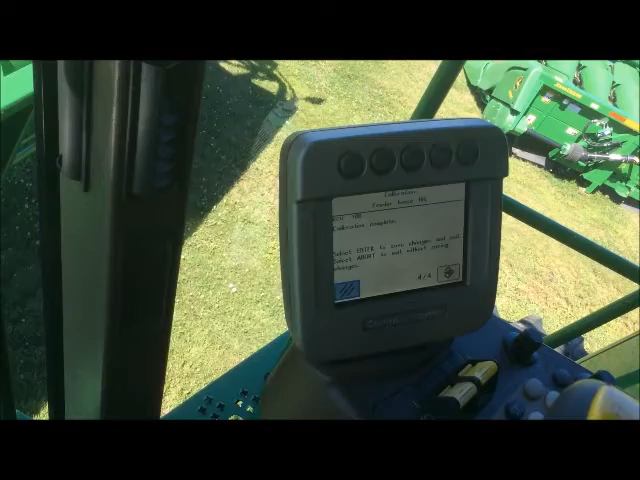 Calibrations
Feeder house
Calibration complete.
Select ENTER to save changes and exit
Select ABORT to exit without saving
changes.
4/4